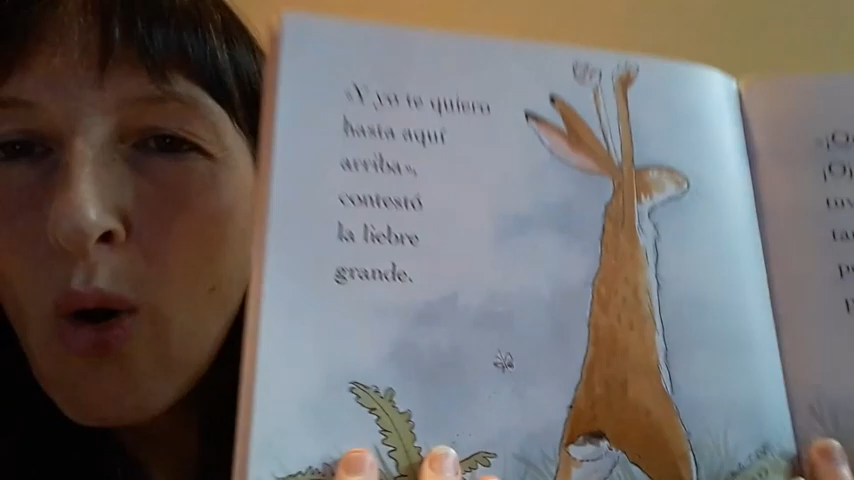 «Y yo te quiero
hasta aquí
arriba»,
contestó
la liebre
grande.